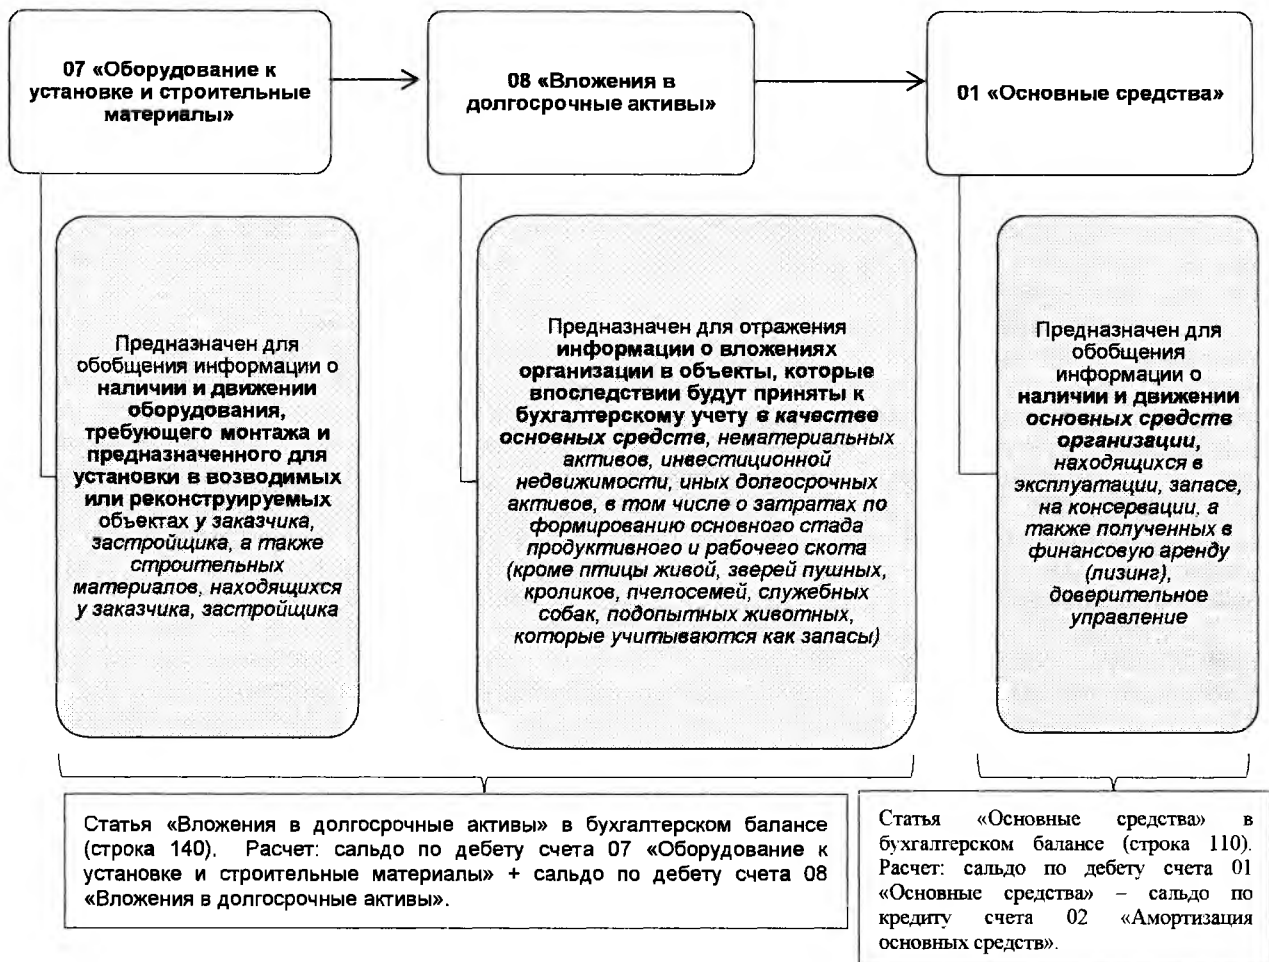 07 «Оборудование к
установке и строительные
материалы»
08 «Вложения в
долгосрочные активы»
01 «Основные средства»
Предназначен для
обобщения информации о
наличии и движении
оборудования,
требующего монтажа и
предназначенного для
установки в возводимых
или реконструируемых
объектах у заказчика,
застройщика, а также
строительных
материалов, находящихся
у заказчика, застройщика
Предназначен для отражения
информации о вложениях
организации в объекты, которые
впоследствии будут приняты к
бухгалтерскому учету в качестве
основных средств, нематериальных
активов, инвестиционной
недвижимости, иных долгосрочных
активов, в том числе о затратах по
формированию основного стада
продуктивного и рабочего скота
(кроме птицы живой, зверей пушных,
кроликов, пчелосемей, служебных
собак, подопытных животных,
которые учитываются как запасы)
Предназначен для
обобщения
информации о
наличии и движении
основных средств
организации,
находящихся в
эксплуатации, запасе,
на консервации, а
также полученных в
финансовую аренду
(лизинг),
доверительное
управление
Статья «Вложения в долгосрочные активы» в бухгалтерском балансе
(строка 140). Расчет: сальдо по дебету счета 07 «Оборудование к
установке и строительные материалы» + сальдо по дебету счета 08
«Вложения в долгосрочные активы».
Статья «Основные средства» в
бухгалтерском балансе (строка 110).
Расчет: сальдо по дебету счета 01
«Основные средства» – сальдо по
кредиту счета 02 «Амортизация
основных средств».